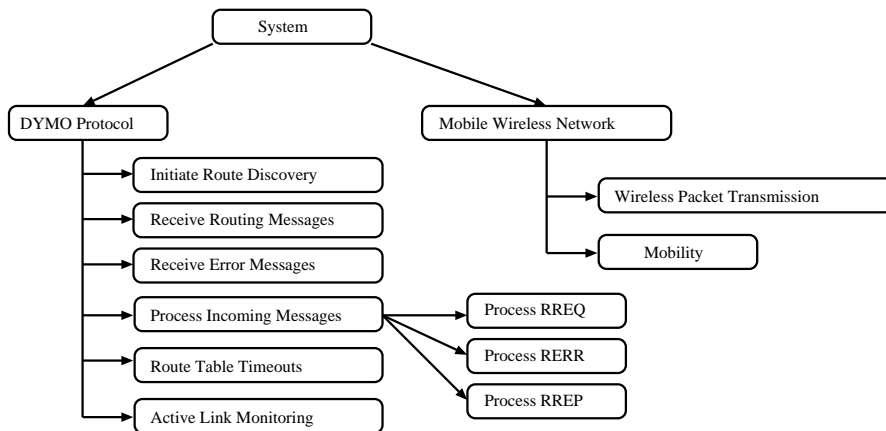 System
DYMO Protocol
Mobile Wireless Network
Initiate Route Discovery
Receive Routing Messages
Receive Error Messages
Process Incoming Messages
Route Table Timeouts
Active Link Monitoring
Process RREQ
Process RERR
Process RREP
Wireless Packet Transmission
Mobility